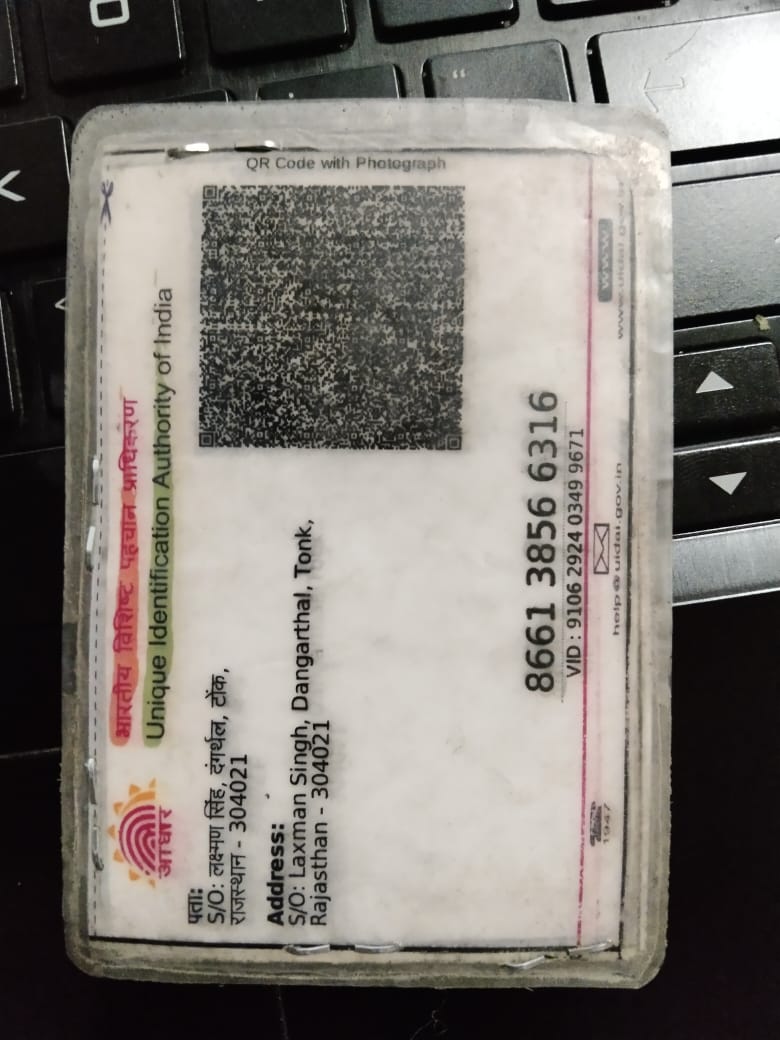 QR Code with Photograph
भारतीय विशिष्ट पहचान प्राधिकरण
Unique Identification Authority of India
आधार
पता:
S/O: लक्ष्मण सिंह, दंगर्थल, टोंक,
राजस्थान - 304021
Address:
S/O: Laxman Singh, Dangarthal, Tonk,
Rajasthan - 304021
8661 3856 6316
VID : 9106 2924 0349 9671
1947
help@uidai.gov.in
www
www.uidai.gov.in